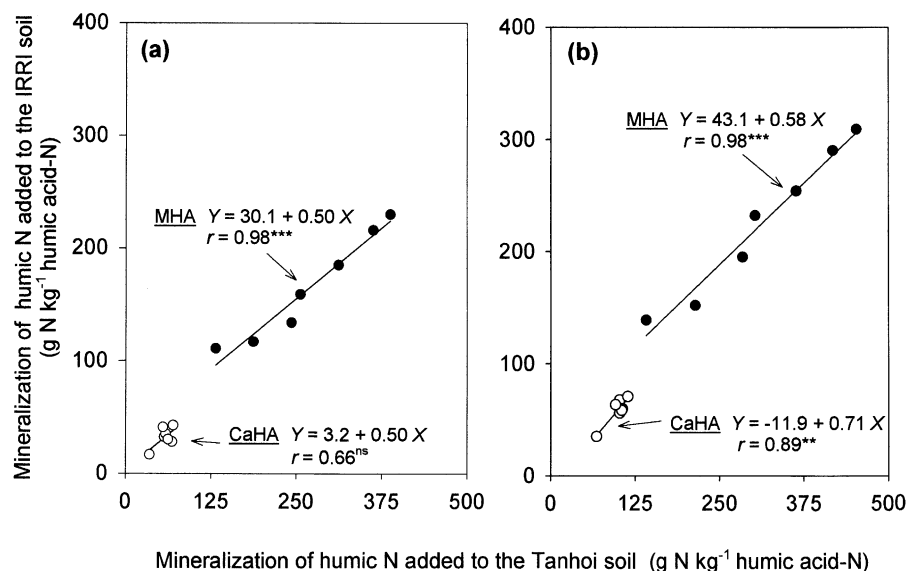 Mineralization of humic N added to the IRRI soil
(g N kg⁻¹ humic acid-N)
400
300
200
100
0
(a)
MHA Y = 30.1 + 0.50 X
r = 0.98***
CaHA Y = 3.2 + 0.50 X
r = 0.66ⁿˢ
0 125 250 375 500
400
300
200
100
0
(b)
MHA Y = 43.1 + 0.58 X
r = 0.98***
CaHA Y = -11.9 + 0.71 X
r = 0.89**
0 125 250 375 500
Mineralization of humic N added to the Tanhoi soil (g N kg⁻¹ humic acid-N)